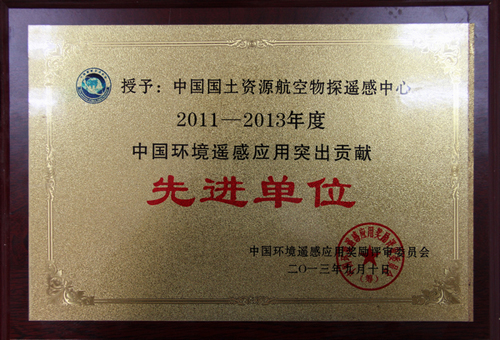 授予：中国国土资源航空物探遥感中心
2011—2013年度
中国环境遥感应用突出贡献
先进单位
中国环境遥感应用奖励评审委员会
二〇一三年九月十日